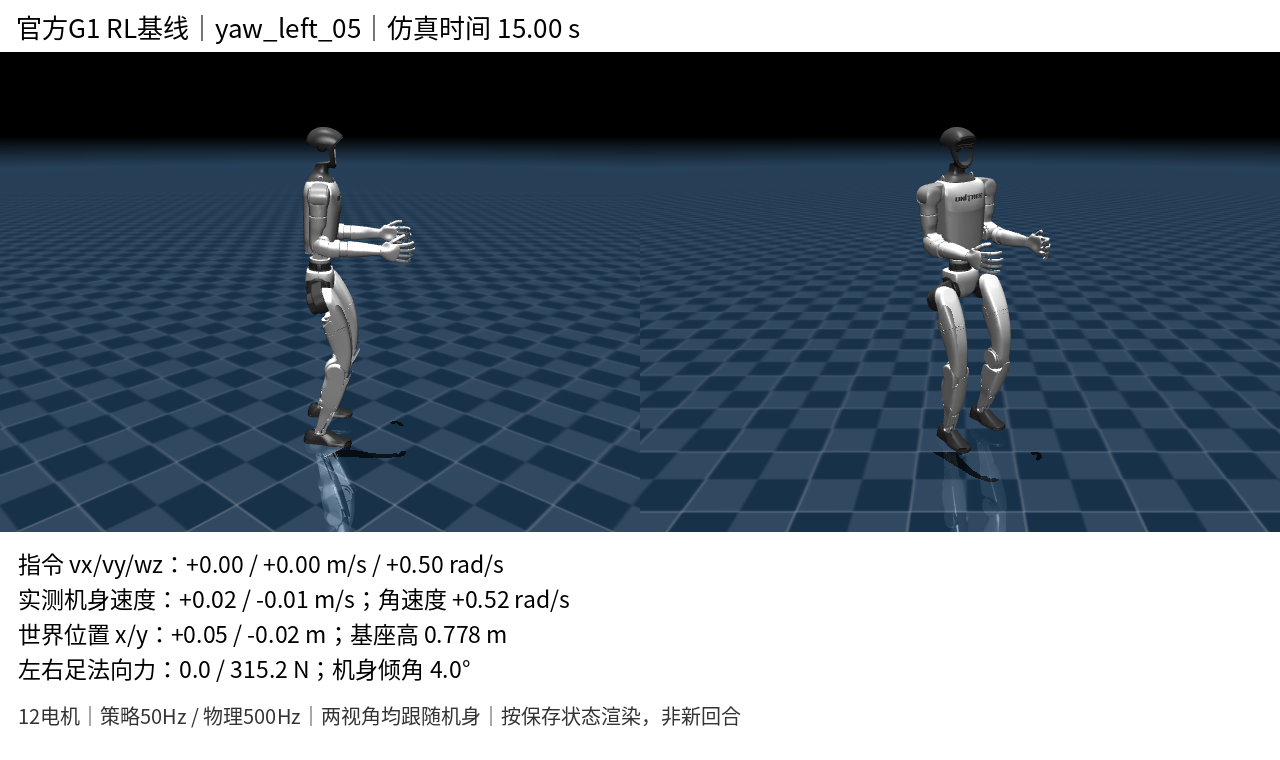 官方G1 RL基线｜yaw_left_05｜仿真时间 15.00 s
UNITREE
指令 vx/vy/wz：+0.00 / +0.00 m/s / +0.50 rad/s
实测机身速度：+0.02 / -0.01 m/s；角速度 +0.52 rad/s
世界位置 x/y：+0.05 / -0.02 m；基座高 0.778 m
左右足法向力：0.0 / 315.2 N；机身倾角 4.0°
12电机｜策略50Hz / 物理500Hz｜两视角均跟随机身｜按保存状态渲染，非新回合